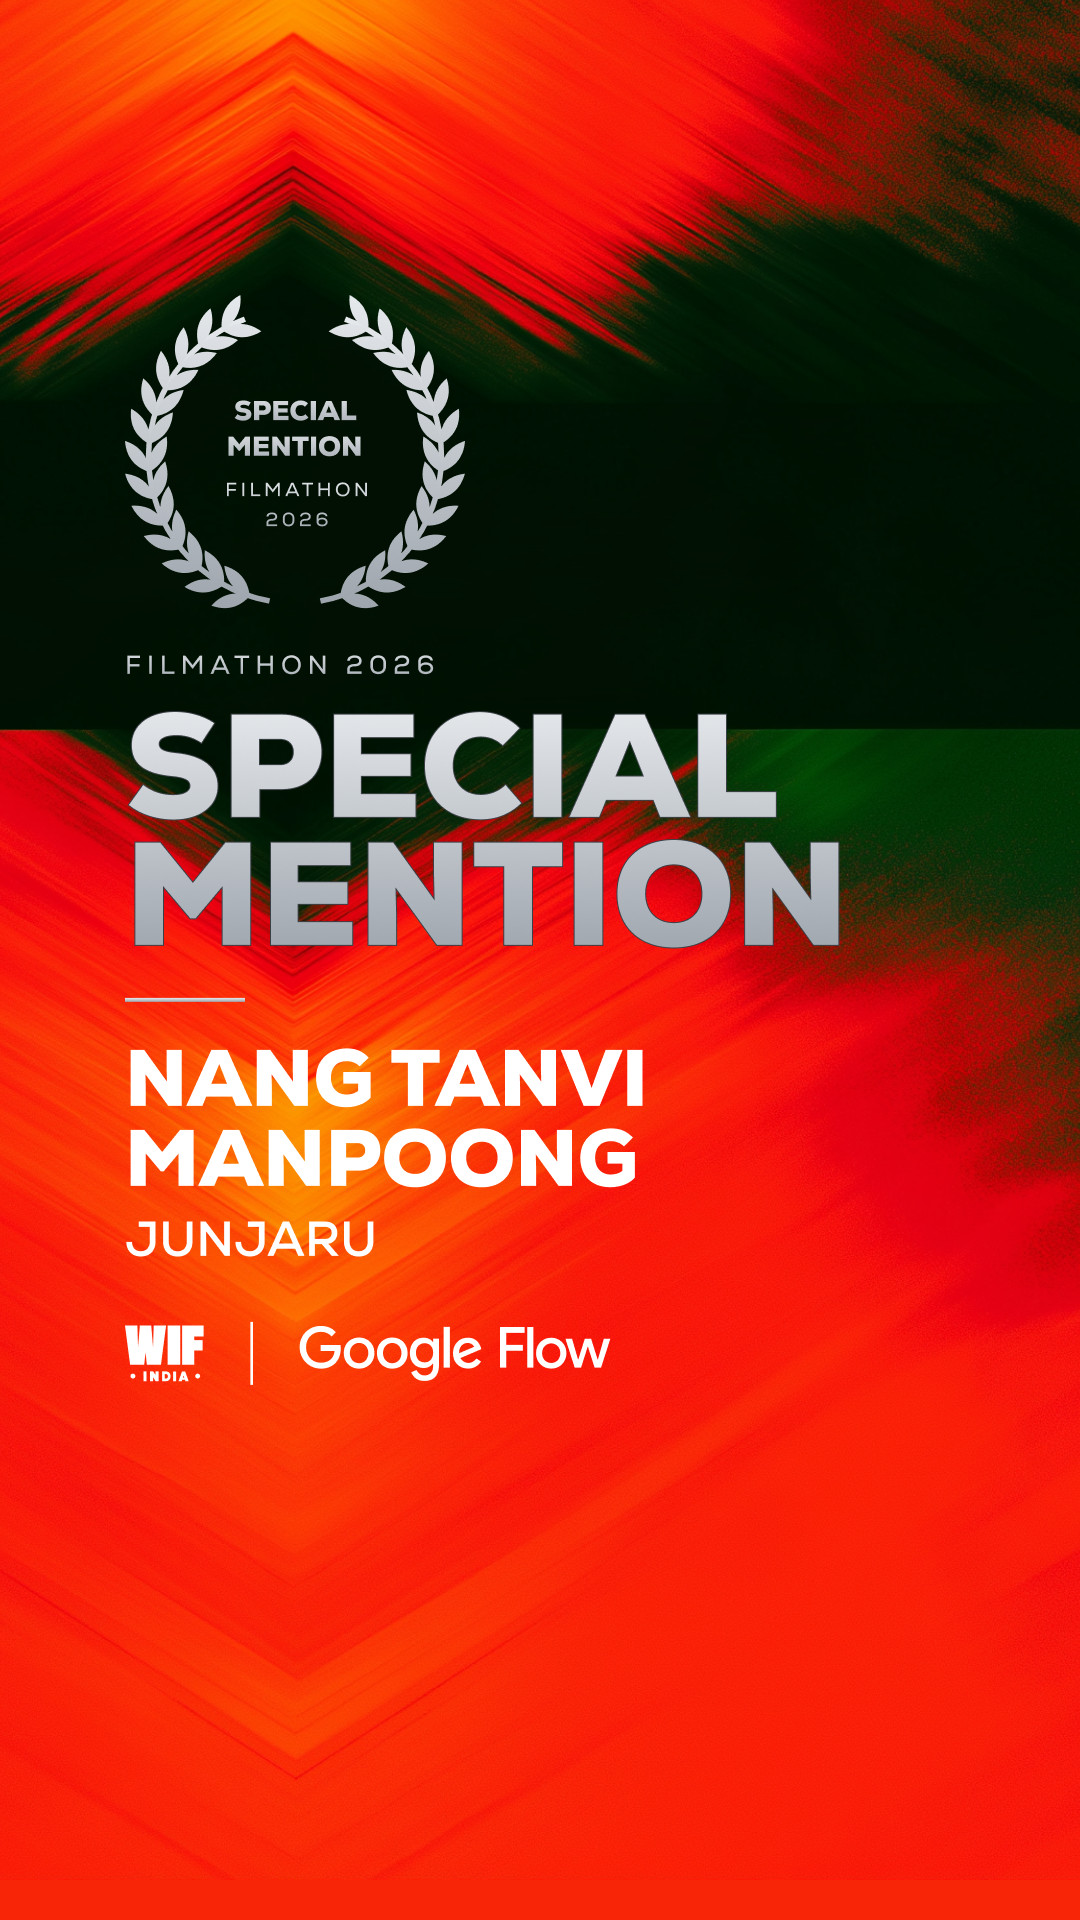 SPECIAL
MENTION
FILMATHON
2026
FILMATHON 2026
SPECIAL
MENTION
NANG TANVI
MANPOONG
JUNJARU
WIF
• INDIA •
Google Flow